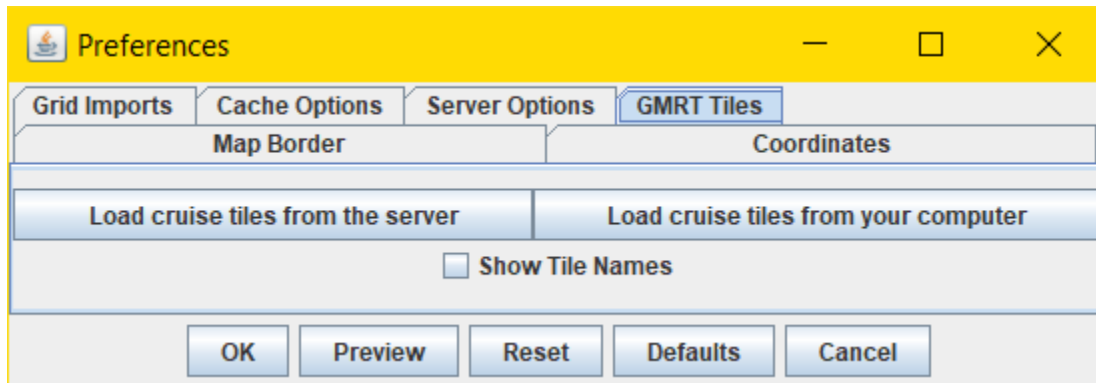 Preferences
Grid Imports Cache Options Server Options GMRT Tiles
Map Border Coordinates
Load cruise tiles from the server Load cruise tiles from your computer
Show Tile Names
OK Preview Reset Defaults Cancel